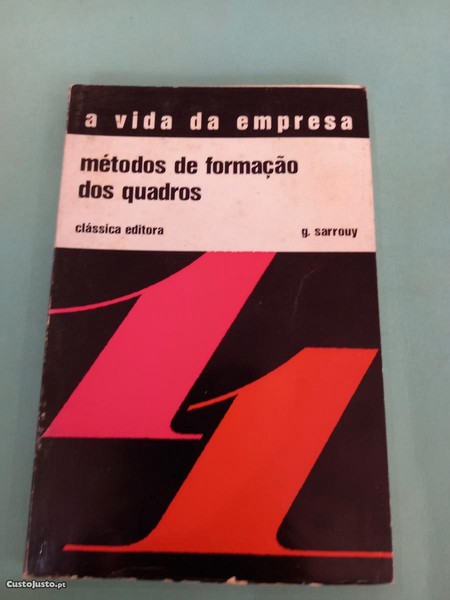 a vida da empresa
métodos de formação
dos quadros
clássica editora g. sarrouy
11
CustoJusto.pt